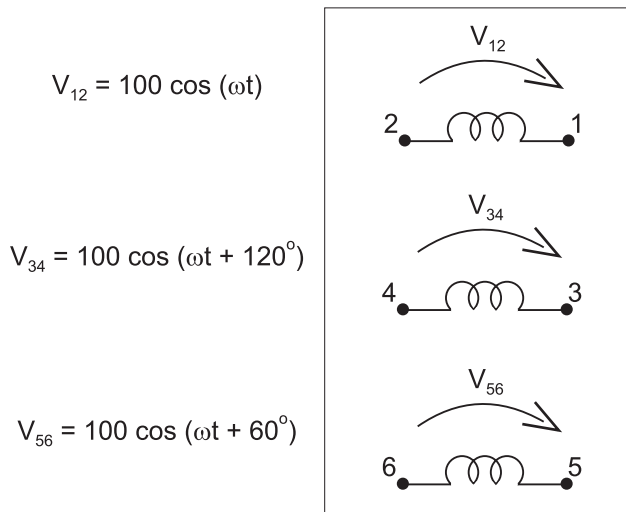 V₁₂ = 100 cos (ωt)
V₁₂
2 1
V₃₄ = 100 cos (ωt + 120°)
V₃₄
4 3
V₅₆ = 100 cos (ωt + 60°)
V₅₆
6 5